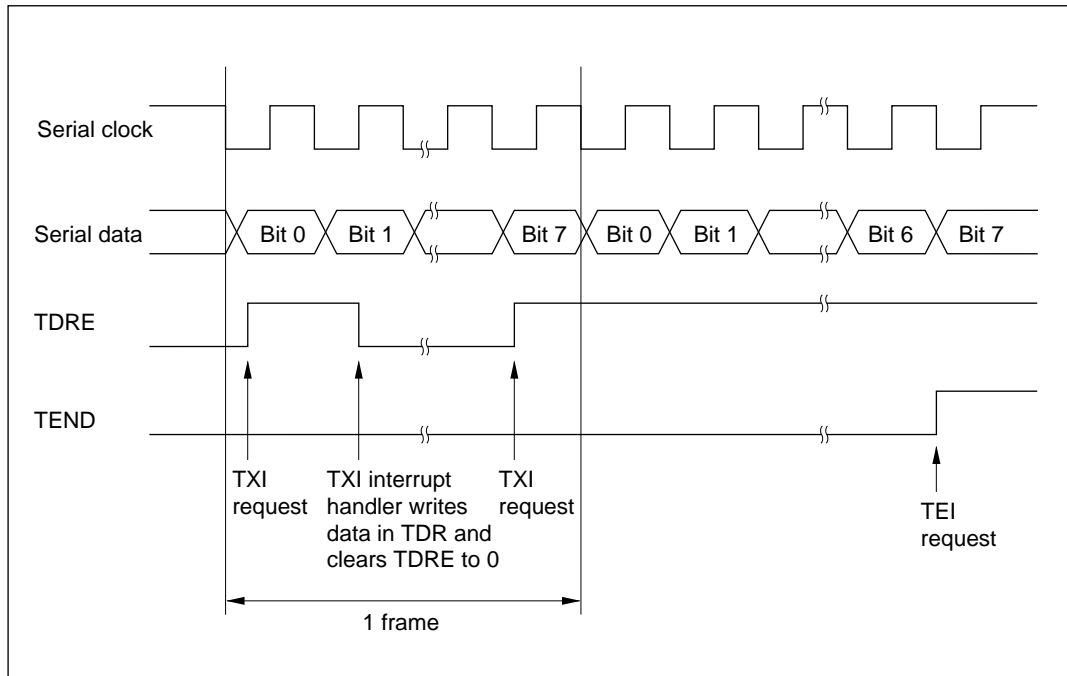 Serial clock
Serial data
Bit 0
Bit 1
Bit 7
Bit 0
Bit 1
Bit 6
Bit 7
TDRE
TEND
TXI
request
TXI interrupt
handler writes
data in TDR and
clears TDRE to 0
TXI
request
TEI
request
1 frame